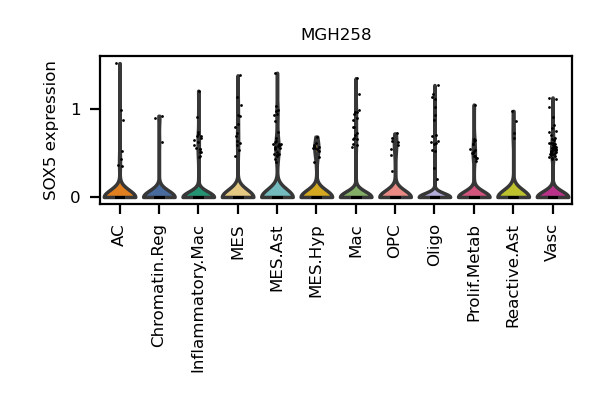 MGH258
SOX5 expression
1
0
AC
Chromatin.Reg
Inflammatory.Mac
MES
MES.Ast
MES.Hyp
Mac
OPC
Oligo
Prolif.Metab
Reactive.Ast
Vasc